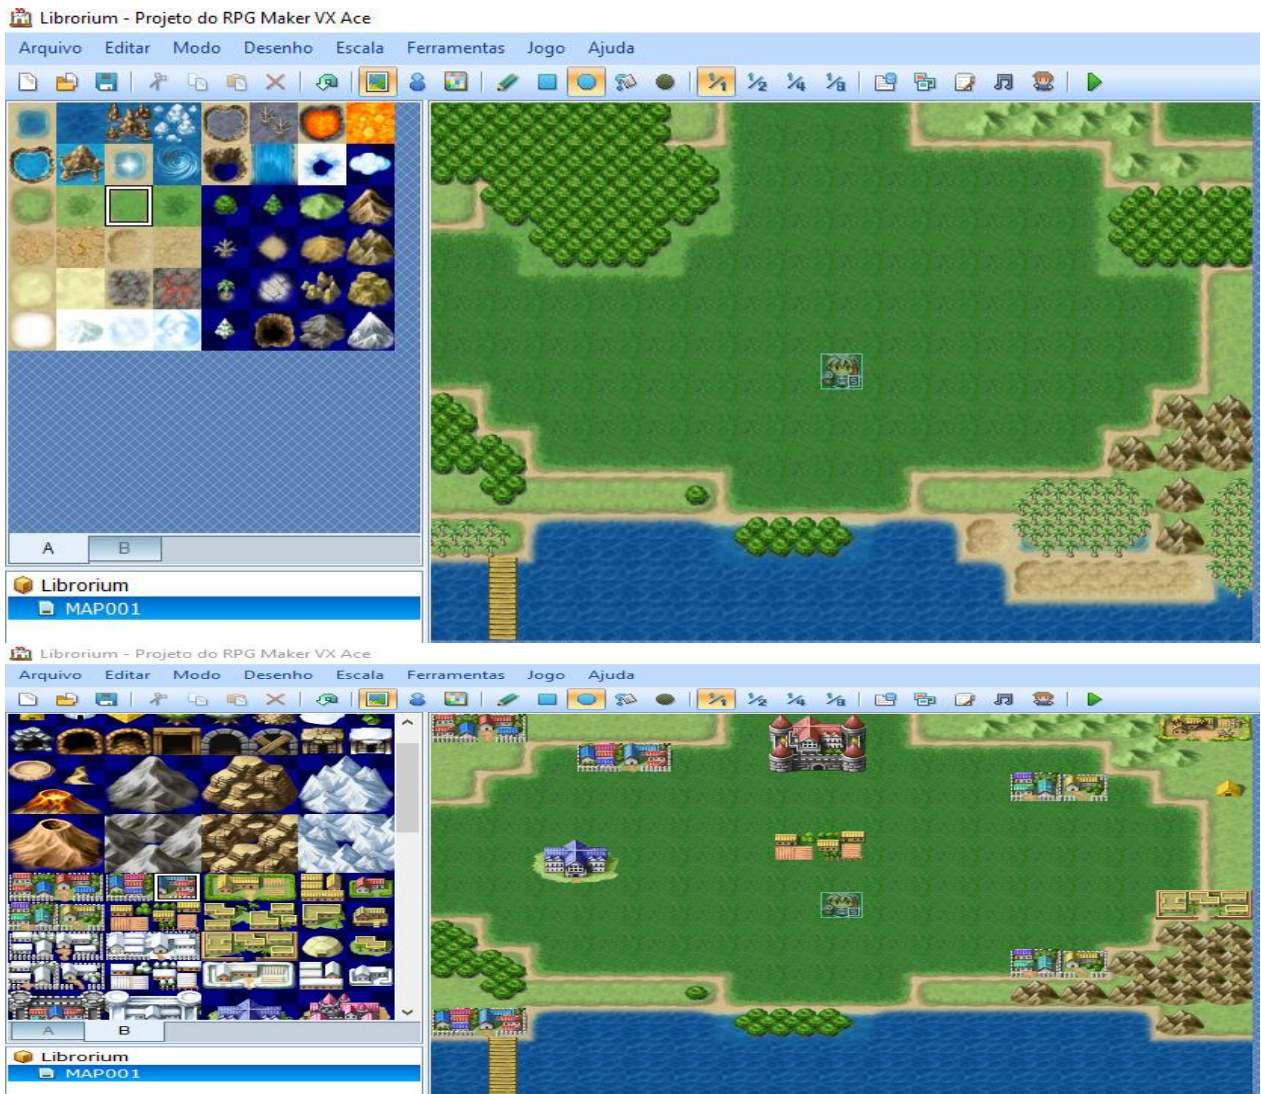 Librorium - Projeto do RPG Maker VX Ace
Arquivo Editar Modo Desenho Escala Ferramentas Jogo Ajuda
1/1 1/2 1/4 1/8
S
A B
Librorium
MAP001
Librorium - Projeto do RPG Maker VX Ace
Arquivo Editar Modo Desenho Escala Ferramentas Jogo Ajuda
1/1 1/2 1/4 1/8
S
A B
Librorium
MAP001